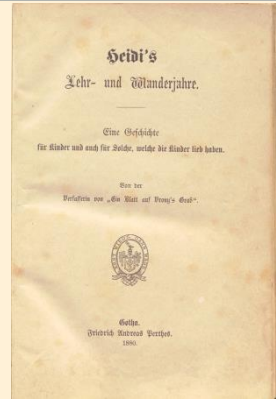 Heidi's
Lehr- und Wanderjahre.
Eine Geschichte
für Kinder und auch für Solche, welche die Kinder lieb haben.
Von der
Verfasserin von „Ein Blatt auf Vrony's Grab".
Gotha.
Friedrich Andreas Perthes.
1880.